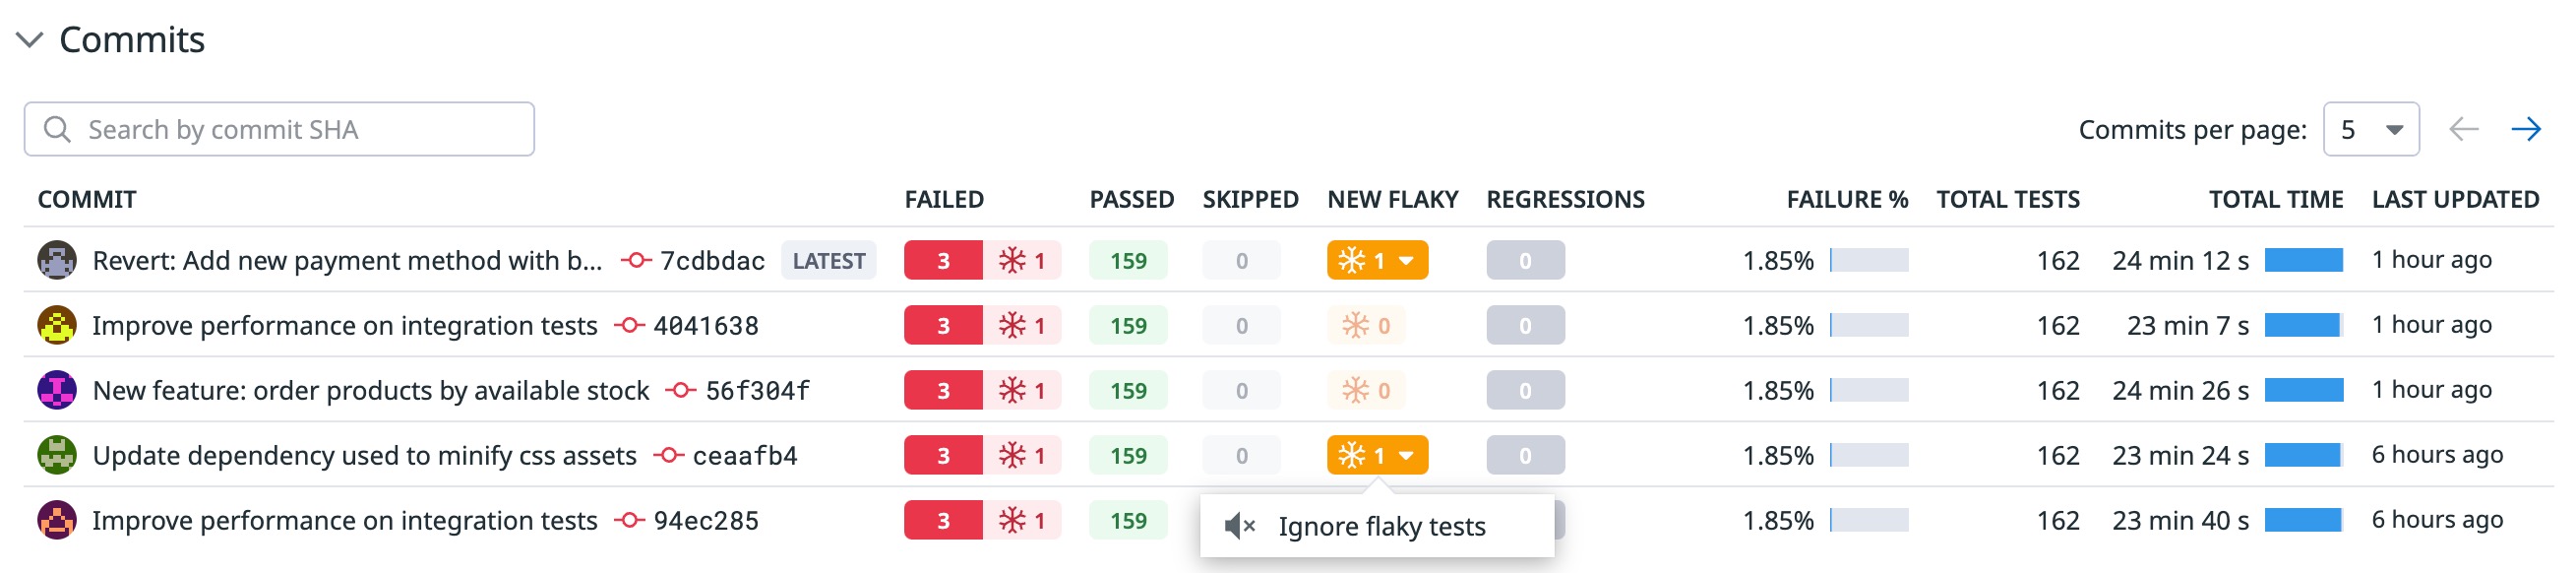 Commits
Search by commit SHA
Commits per page: 5
COMMIT FAILED PASSED SKIPPED NEW FLAKY REGRESSIONS FAILURE % TOTAL TESTS TOTAL TIME LAST UPDATED
Revert: Add new payment method with b... 7cdbdac LATEST 3 1 159 0 1 0 1.85% 162 24 min 12 s 1 hour ago
Improve performance on integration tests 4041638 3 1 159 0 0 0 1.85% 162 23 min 7 s 1 hour ago
New feature: order products by available stock 56f304f 3 1 159 0 0 0 1.85% 162 24 min 26 s 1 hour ago
Update dependency used to minify css assets ceaafb4 3 1 159 0 1 0 1.85% 162 23 min 24 s 6 hours ago
Improve performance on integration tests 94ec285 3 1 159 1.85% 162 23 min 40 s 6 hours ago
Ignore flaky tests